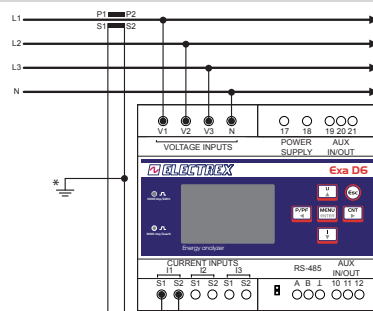 L1 P1 P2
S1 S2
L2
L3
N
V1 V2 V3 N 17 18 19 20 21
VOLTAGE INPUTS POWER SUPPLY AUX IN/OUT
ELECTREX Exa D6
U Esc
P/PF MENU ENTER CNT
I
Energy analyzer
*
CURRENT INPUTS RS-485 AUX IN/OUT
I1 I2 I3
S1 S2 S1 S2 S1 S2 A B ⊥ 10 11 12